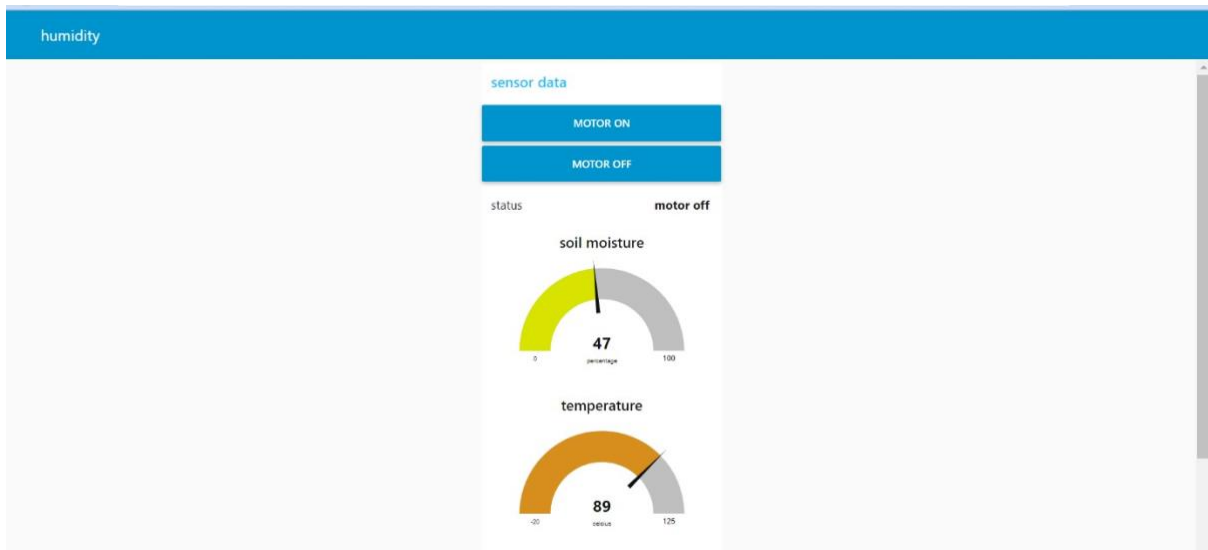 humidity
sensor data
MOTOR ON
MOTOR OFF
status motor off
soil moisture
47
0 percentage 100
temperature
89
-20 celsius 125